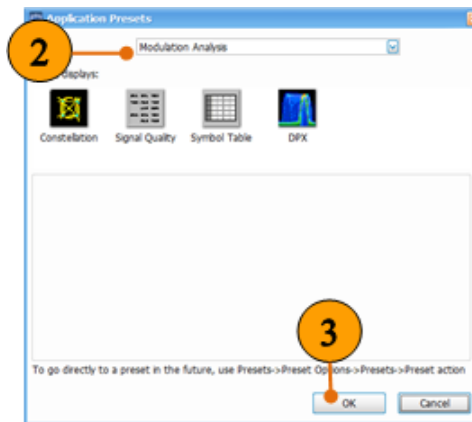 Application Presets
2
Modulation Analysis
displays:
Constellation Signal Quality Symbol Table DPX
3
To go directly to a preset in the future, use Presets->Preset Options->Presets->Preset action
OK Cancel